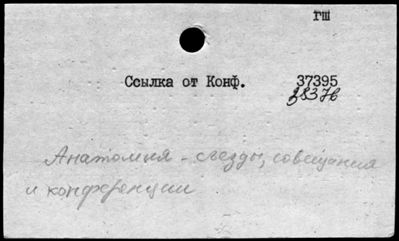 гш
Ссылка от Конф. 37395
Анатомия - съезды, совещания
и конференции